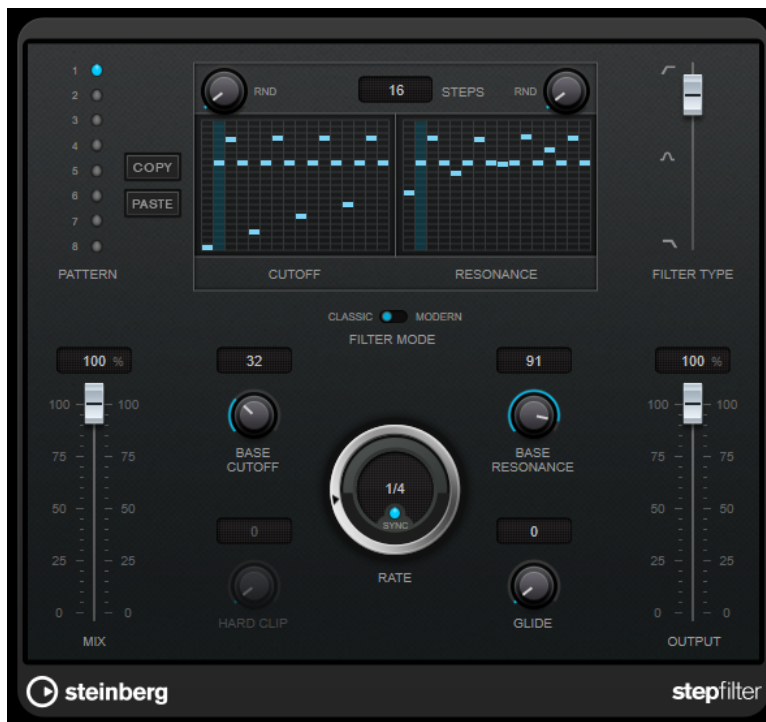 1
2
3
4
5
6
7
8
PATTERN
COPY
PASTE
RND
16 STEPS
RND
CUTOFF
RESONANCE
FILTER TYPE
CLASSIC MODERN
FILTER MODE
100 %
100 100
75 75
50 50
25 25
0 0
MIX
32
BASE
CUTOFF
0
HARD CLIP
1/4
SYNC
RATE
91
BASE
RESONANCE
0
GLIDE
100 %
100 100
75 75
50 50
25 25
0 0
OUTPUT
steinberg
stepfilter